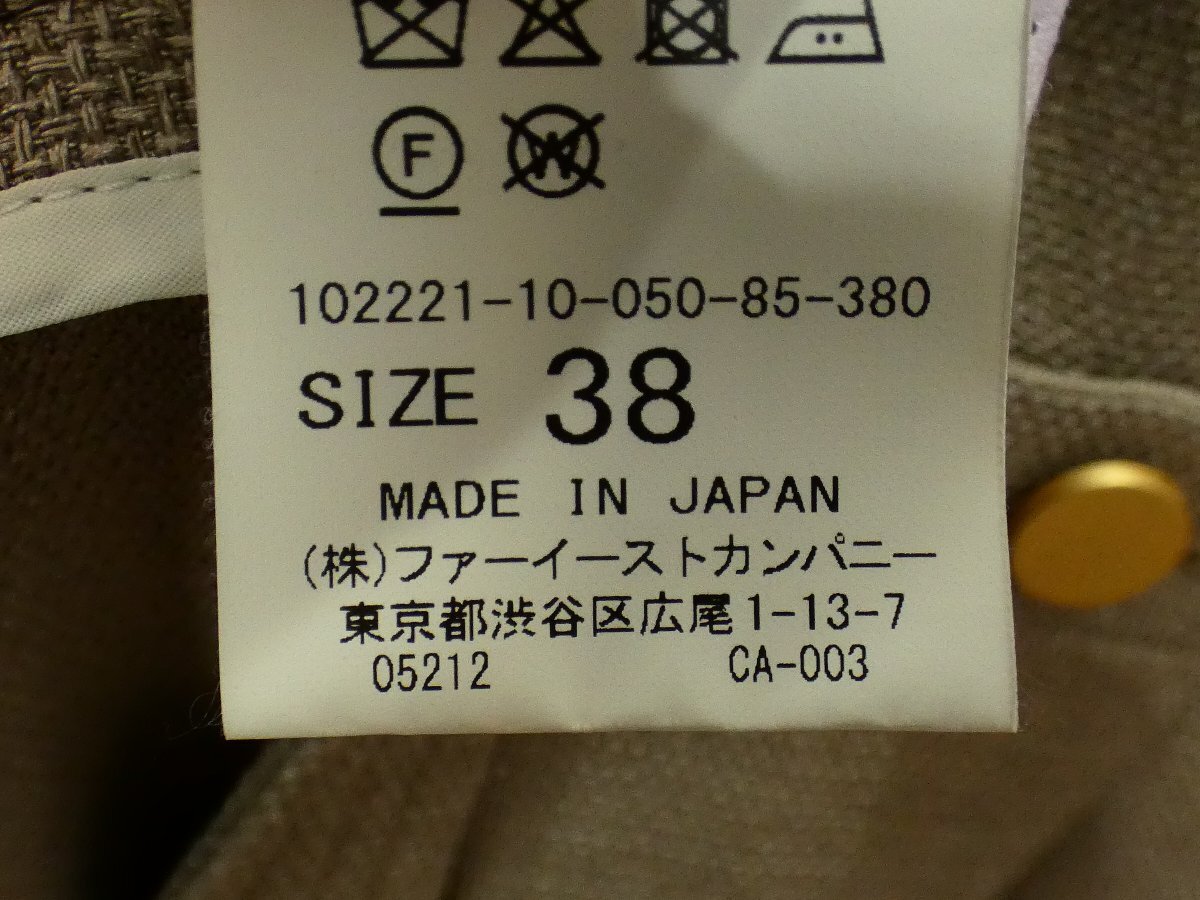 F W
102221-10-050-85-380
SIZE 38
MADE IN JAPAN
(株)ファーイーストカンパニー
東京都渋谷区広尾1-13-7
05212 CA-003